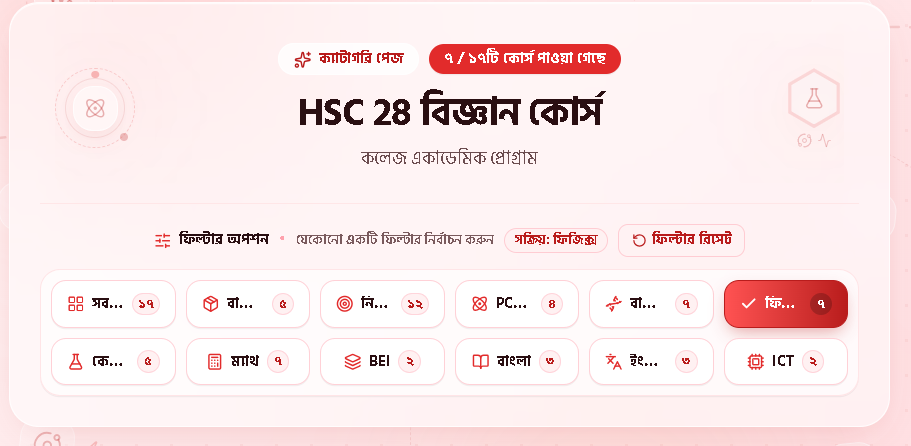 ক্যাটাগরি পেজ ৭ / ১৭টি কোর্স পাওয়া গেছে
HSC 28 বিজ্ঞান কোর্স
কলেজ একাডেমিক প্রোগ্রাম
ফিল্টার অপশন • যেকোনো একটি ফিল্টার নির্বাচন করুন সক্রিয়: ফিজিক্স ফিল্টার রিসেট
সব... ১৭ বা... ৫ নি... ১২ PC... ৪ বা... ৭ ফি... ৭
কে... ৫ ম্যাথ ৭ BEI ২ বাংলা ৩ ইং... ৩ ICT ২